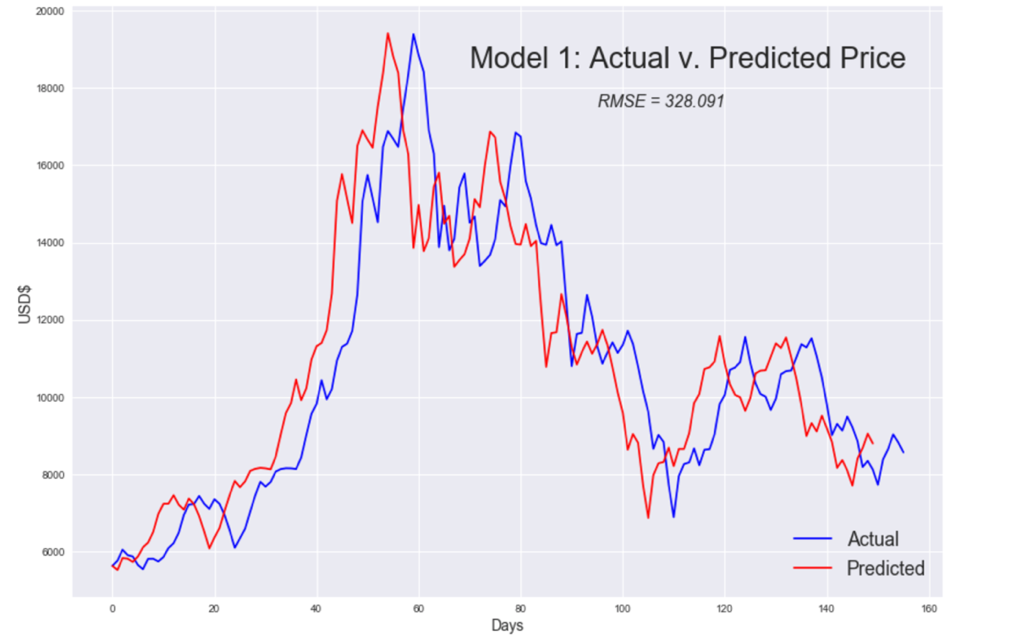 20000
18000
16000
14000
12000
10000
8000
6000
USD$
Model 1: Actual v. Predicted Price
RMSE = 328.091
Actual
Predicted
0 20 40 60 80 100 120 140 160
Days